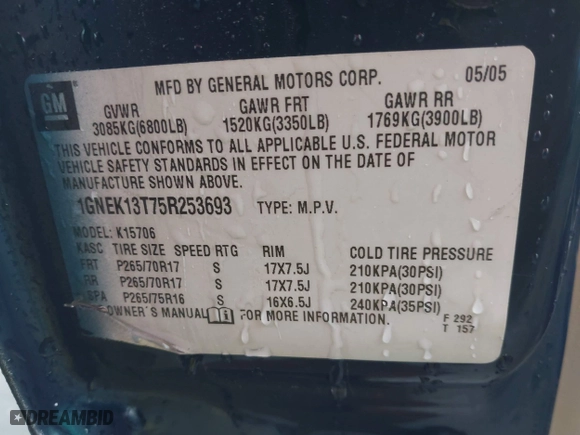 GM
MFD BY GENERAL MOTORS CORP. 05/05
GVWR GAWR FRT GAWR RR
3085KG(6800LB) 1520KG(3350LB) 1769KG(3900LB)
THIS VEHICLE CONFORMS TO ALL APPLICABLE U.S. FEDERAL MOTOR
VEHICLE SAFETY STANDARDS IN EFFECT ON THE DATE OF
MANUFACTURE SHOWN ABOVE.
1GNEK13T75R253693 TYPE: M.P.V.
MODEL: K15706
KASC TIRE SIZE SPEED RTG RIM COLD TIRE PRESSURE
FRT P265/70R17 S 17X7.5J 210KPA(30PSI)
RR P265/70R17 S 17X7.5J 210KPA(30PSI)
SPA P265/75R16 S 16X6.5J 240KPA(35PSI)
OWNER'S MANUAL FOR MORE INFORMATION.
F 292
T 157
DREAMBID